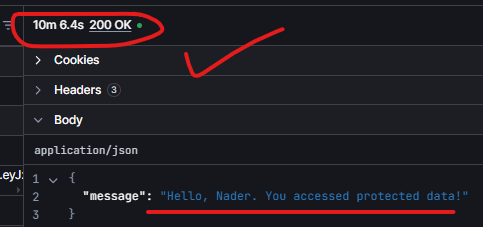 10m 6.4s 200 OK
Cookies
Headers 3
Body
application/json
.eyJ:
1 {
2 "message": "Hello, Nader. You accessed protected data!"
3 }